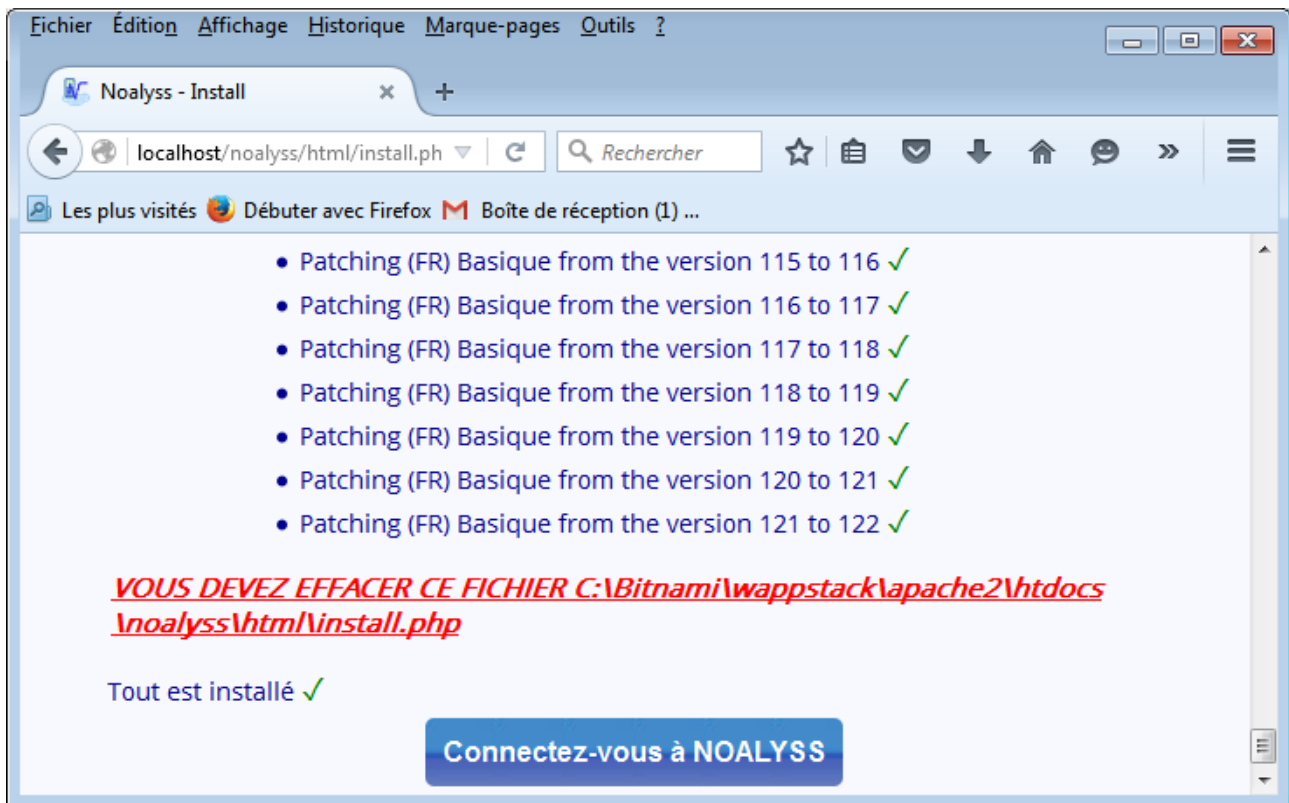 Fichier Édition Affichage Historique Marque-pages Outils ?
Noalyss - Install
localhost/noalyss/html/install.ph
Rechercher
Les plus visités Débuter avec Firefox Boîte de réception (1) ...
• Patching (FR) Basique from the version 115 to 116 ✓
• Patching (FR) Basique from the version 116 to 117 ✓
• Patching (FR) Basique from the version 117 to 118 ✓
• Patching (FR) Basique from the version 118 to 119 ✓
• Patching (FR) Basique from the version 119 to 120 ✓
• Patching (FR) Basique from the version 120 to 121 ✓
• Patching (FR) Basique from the version 121 to 122 ✓
VOUS DEVEZ EFFACER CE FICHIER C:\Bitnami\wappstack\apache2\htdocs
\noalyss\html\install.php
Tout est installé ✓
Connectez-vous à NOALYSS